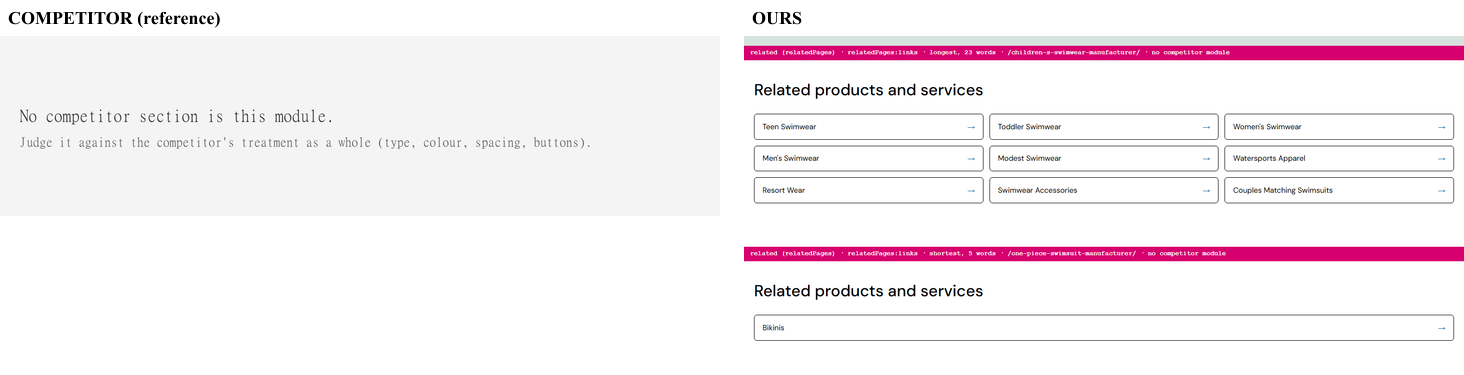 COMPETITOR (reference)
No competitor section is this module.
Judge it against the competitor's treatment as a whole (type, colour, spacing, buttons).
OURS
related (relatedPages) · relatedPages:links · longest, 23 words · /children-s-swimwear-manufacturer/ · no competitor module
Related products and services
Teen Swimwear →
Toddler Swimwear →
Women's Swimwear →
Men's Swimwear →
Modest Swimwear →
Watersports Apparel →
Resort Wear →
Swimwear Accessories →
Couples Matching Swimsuits →
related (relatedPages) · relatedPages:links · shortest, 5 words · /one-piece-swimsuit-manufacturer/ · no competitor module
Related products and services
Bikinis →